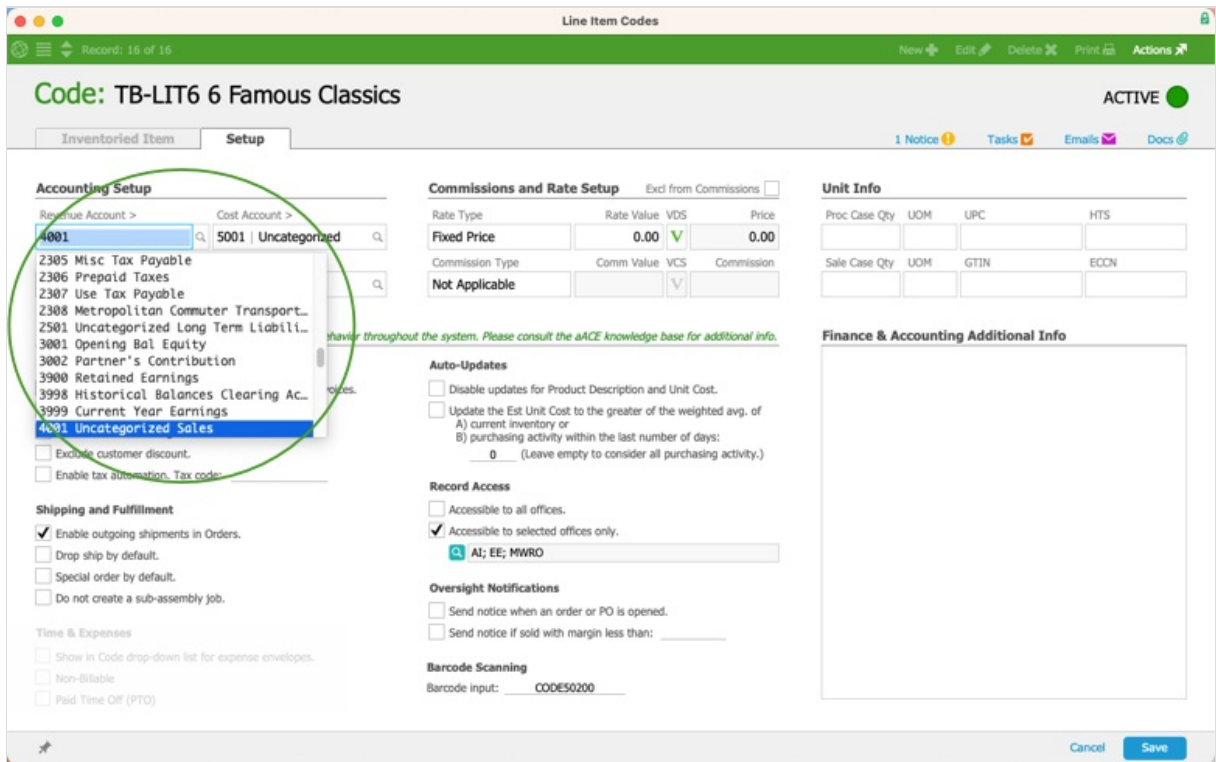 Line Item Codes
Record: 16 of 16
New Edit Delete Print Actions
Code: TB-LIT6 6 Famous Classics
ACTIVE
Inventoried Item Setup
1 Notice Tasks Emails Docs
Accounting Setup
Revenue Account > Cost Account >
4001 5001 | Uncategorized
2305 Misc Tax Payable
2306 Prepaid Taxes
2307 Use Tax Payable
2308 Metropolitan Commuter Transport…
2501 Uncategorized Long Term Liabili…
3001 Opening Bal Equity
3002 Partner's Contribution
3900 Retained Earnings
3998 Historical Balances Clearing Ac…
3999 Current Year Earnings
4001 Uncategorized Sales
Exclude customer discount.
Enable tax automation. Tax code:
Shipping and Fulfillment
Enable outgoing shipments in Orders.
Drop ship by default.
Special order by default.
Do not create a sub-assembly job.
Time & Expenses
Show in Code drop-down list for expense envelopes.
Non-Billable
Paid Time Off (PTO)
Commissions and Rate Setup Excl from Commissions
Rate Type Rate Value VDS Price
Fixed Price 0.00 V 0.00
Commission Type Comm Value VCS Commission
Not Applicable V
behavior throughout the system. Please consult the aACE knowledge base for additional info.
Auto-Updates
Disable updates for Product Description and Unit Cost.
Update the Est Unit Cost to the greater of the weighted avg. of
A) current inventory or
B) purchasing activity within the last number of days:
0 (Leave empty to consider all purchasing activity.)
Record Access
Accessible to all offices.
Accessible to selected offices only.
AI; EE; MWRO
Oversight Notifications
Send notice when an order or PO is opened.
Send notice if sold with margin less than:
Barcode Scanning
Barcode input: CODE50200
Unit Info
Proc Case Qty UOM UPC HTS
Sale Case Qty UOM GTIN ECCN
Finance & Accounting Additional Info
Cancel Save